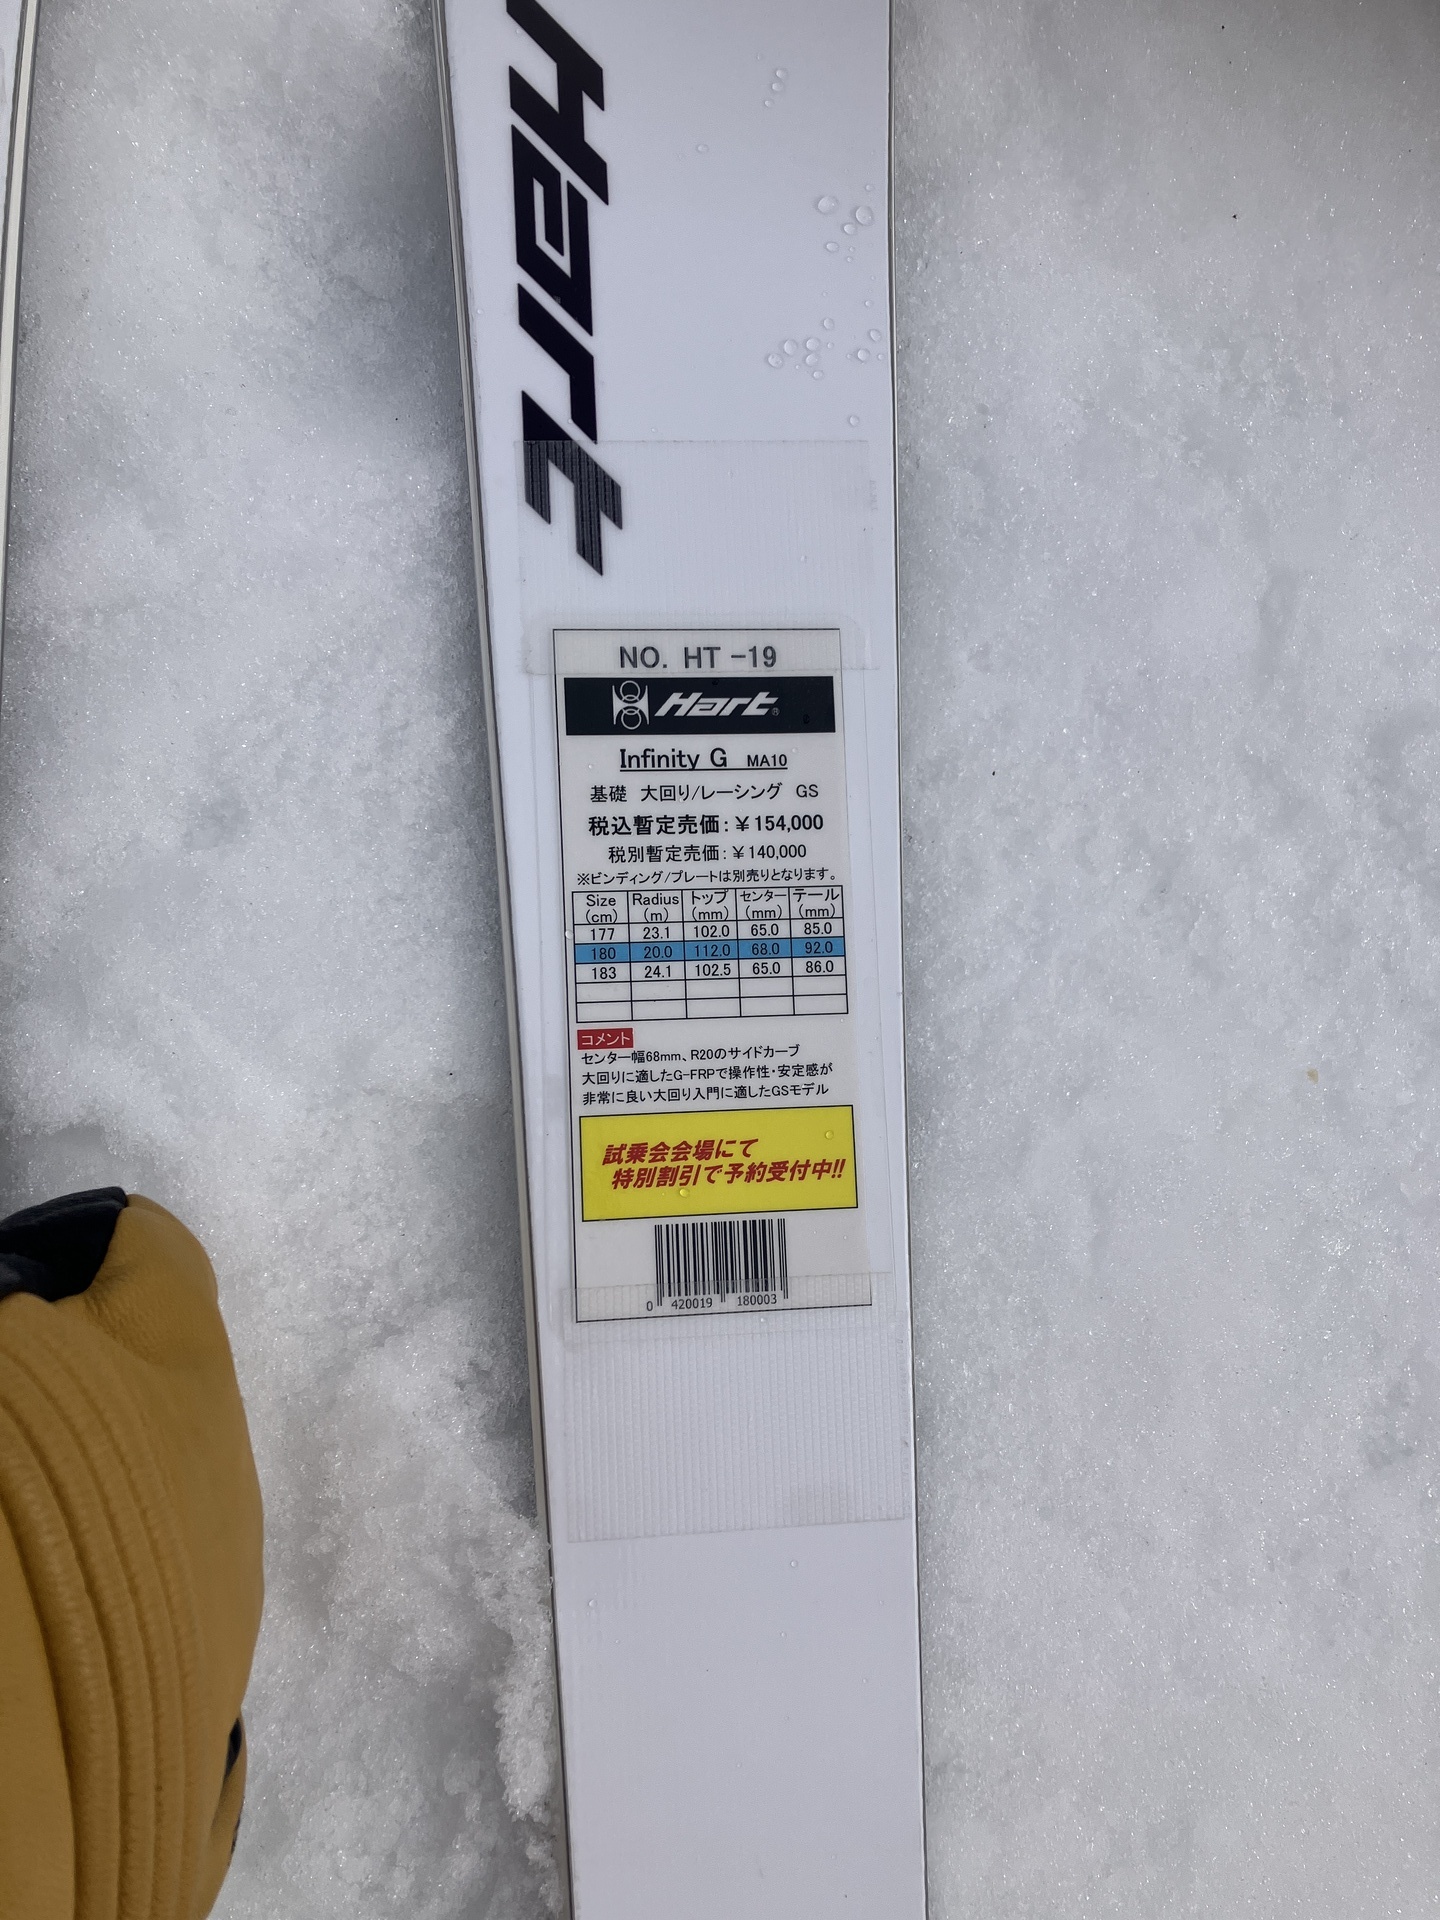 Hart
NO. HT -19
Hart®
Infinity G MA10
基礎 大回り/レーシング GS
税込暫定売価:￥154,000
税別暫定売価:￥140,000
※ビンディング/プレートは別売りとなります。
Size (cm) Radius (m) トップ (mm) センター (mm) テール (mm)
177 23.1 102.0 65.0 85.0
180 20.0 112.0 68.0 92.0
183 24.1 102.5 65.0 86.0
コメント
センター幅68mm、R20のサイドカーブ
大回りに適したG-FRPで操作性・安定感が
非常に良い大回り入門に適したGSモデル
試乗会会場にて
特別割引で予約受付中!!
0 420019 180003